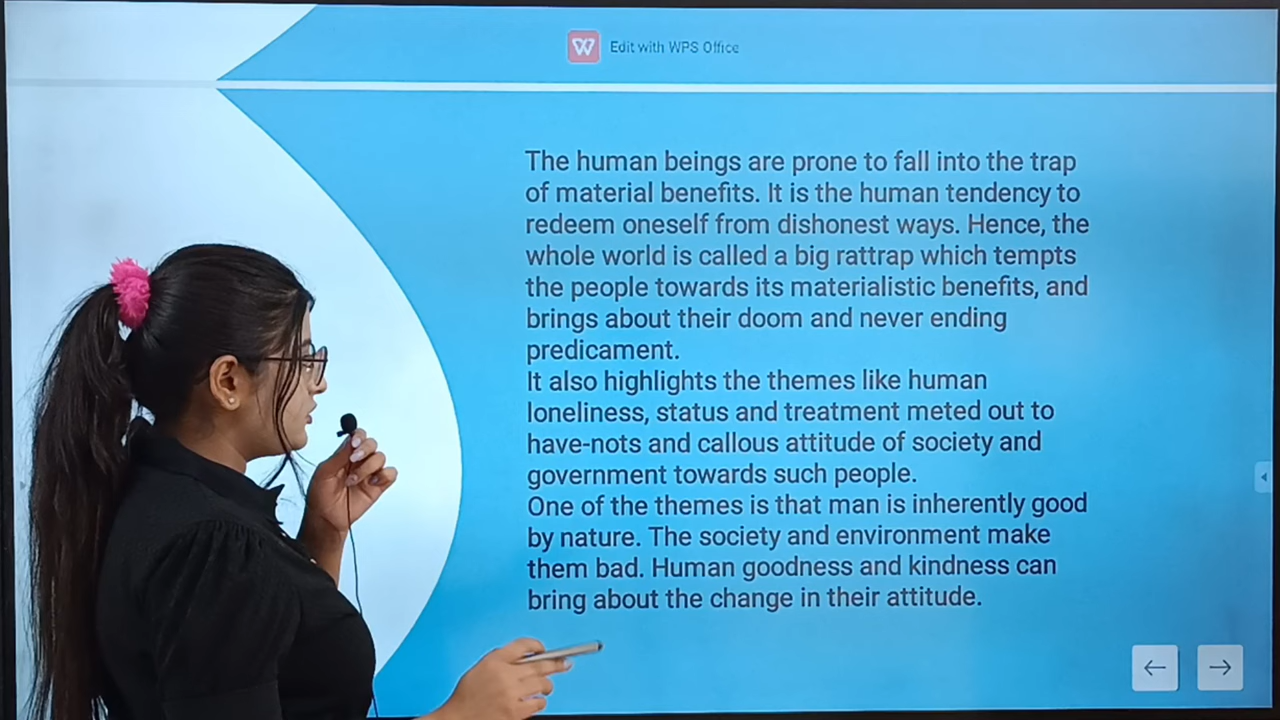 Edit with WPS Office
The human beings are prone to fall into the trap
of material benefits. It is the human tendency to
redeem oneself from dishonest ways. Hence, the
whole world is called a big rattrap which tempts
the people towards its materialistic benefits, and
brings about their doom and never ending
predicament.
It also highlights the themes like human
loneliness, status and treatment meted out to
have-nots and callous attitude of society and
government towards such people.
One of the themes is that man is inherently good
by nature. The society and environment make
them bad. Human goodness and kindness can
bring about the change in their attitude.